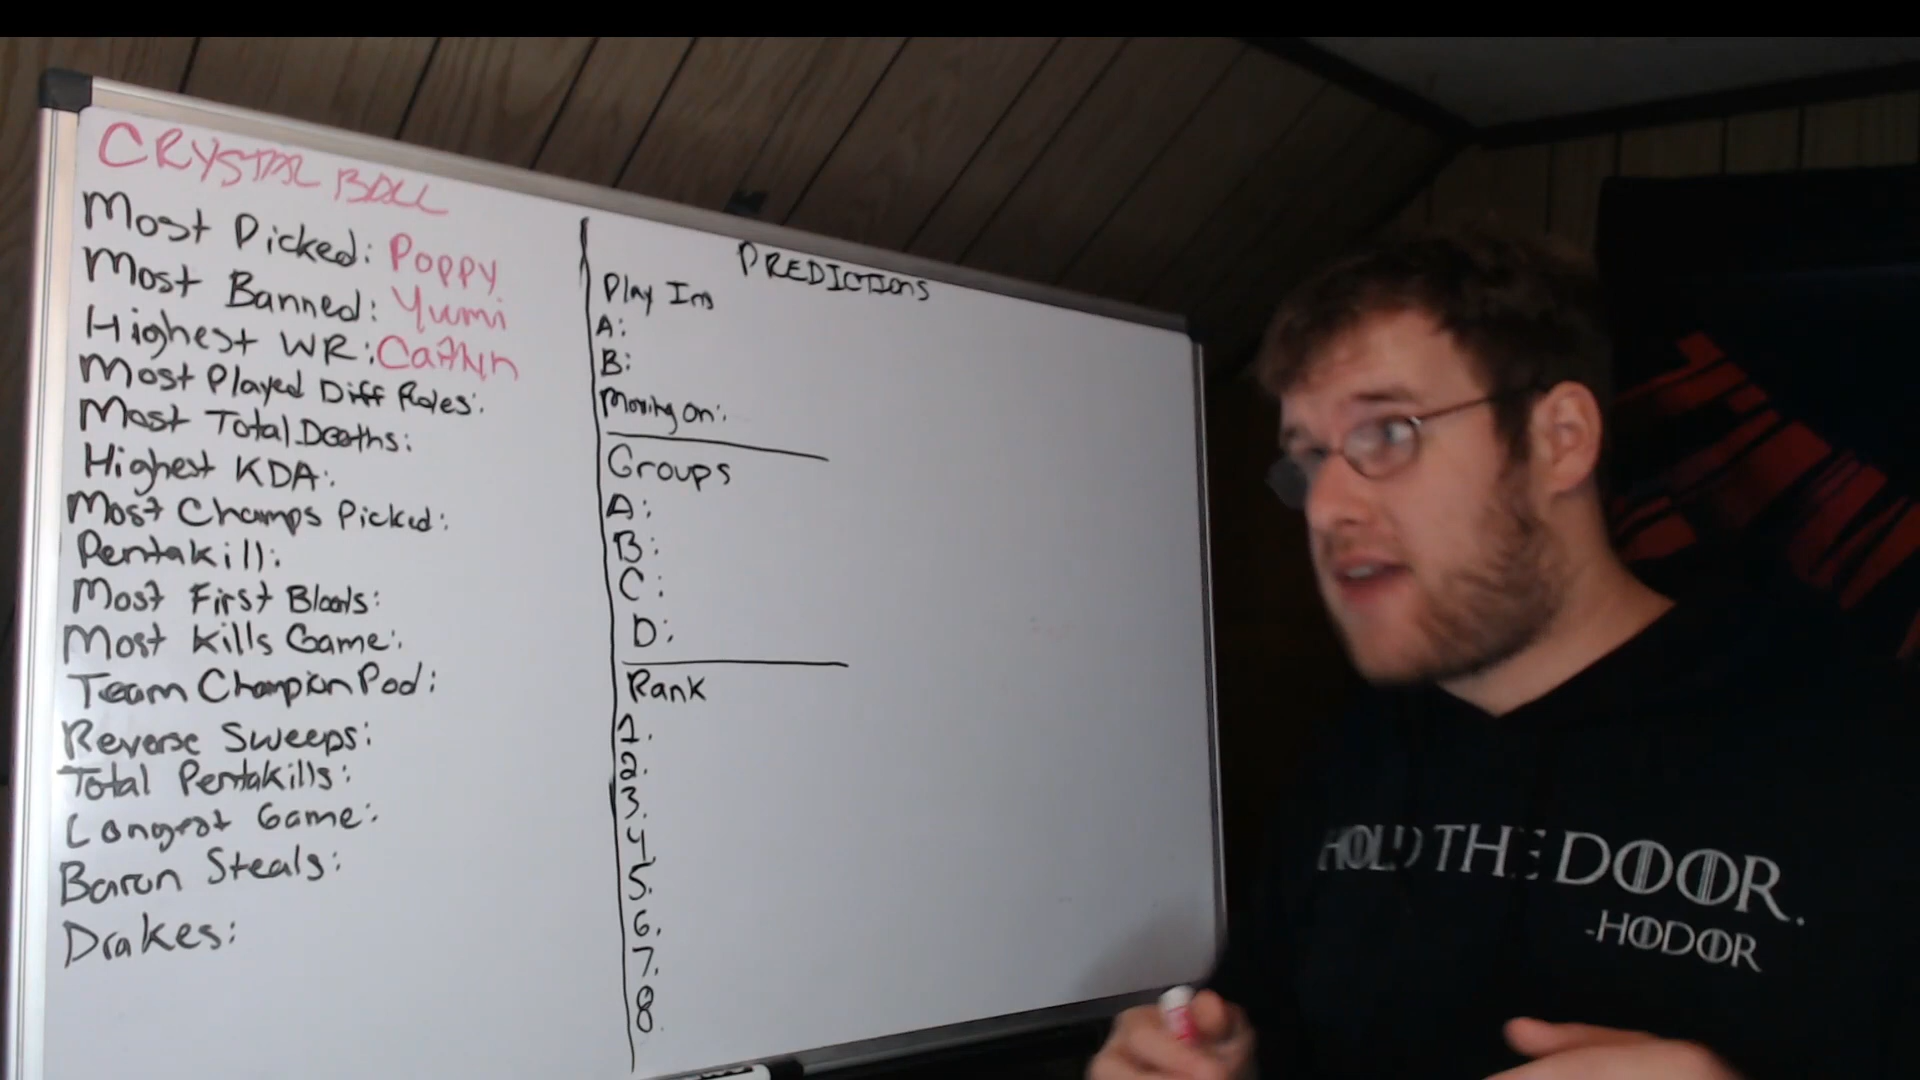 CRYSTAL BALL
Most Picked: Poppy
Most Banned: Yumi
Highest WR: Caitlyn
Most Played Diff Roles:
Most Total Deaths:
Highest KDA:
Most Champs Picked:
Pentakill:
Most First Bloods:
Most Kills Game:
Team Champion Pod:
Reverse Sweeps:
Total Pentakills:
Longest Game:
Baron Steals:
Drakes:
PREDICTIONS
Play Ins
A:
B:
Moving on:
Groups
A:
B:
C:
D:
Rank
1.
2.
3.
4.
5.
6.
7.
8.
HOLD THE DOOR.
-HODOR